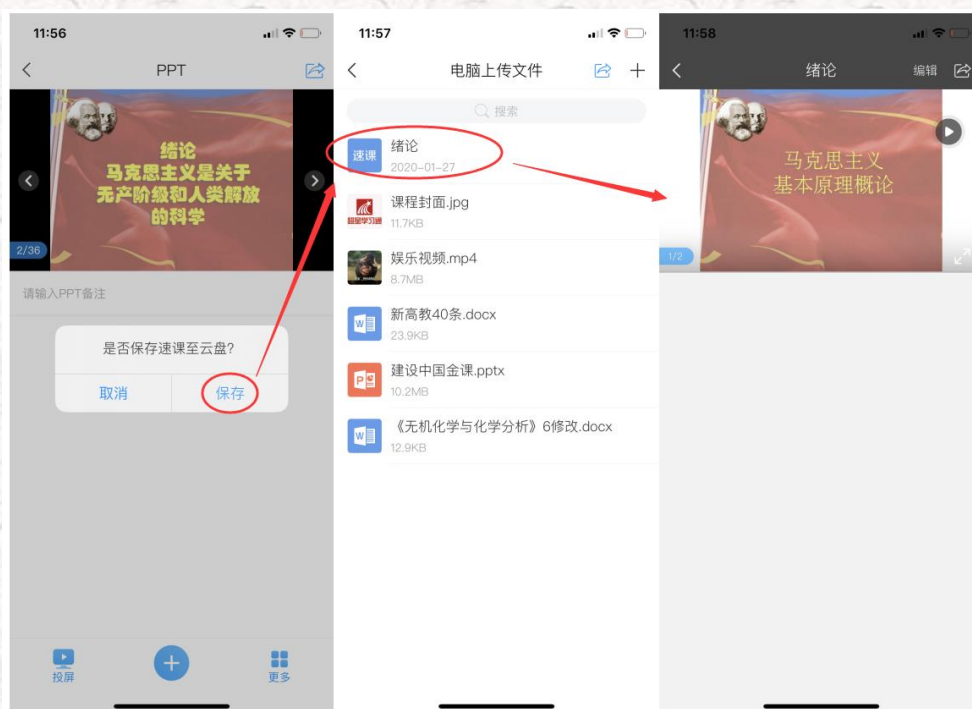 11:56
PPT
绪论
马克思主义是关于
无产阶级和人类解放
的科学
2/36
请输入PPT备注
是否保存速课至云盘?
取消
保存
投屏
更多
11:57
电脑上传文件
搜索
速课
绪论
2020-01-27
超星学习通
课程封面.jpg
11.7KB
娱乐视频.mp4
8.7MB
W
新高教40条.docx
23.9KB
P
建设中国金课.pptx
10.2MB
W
《无机化学与化学分析》6修改.docx
12.9KB
11:58
绪论
编辑
马克思主义
基本原理概论
1/2